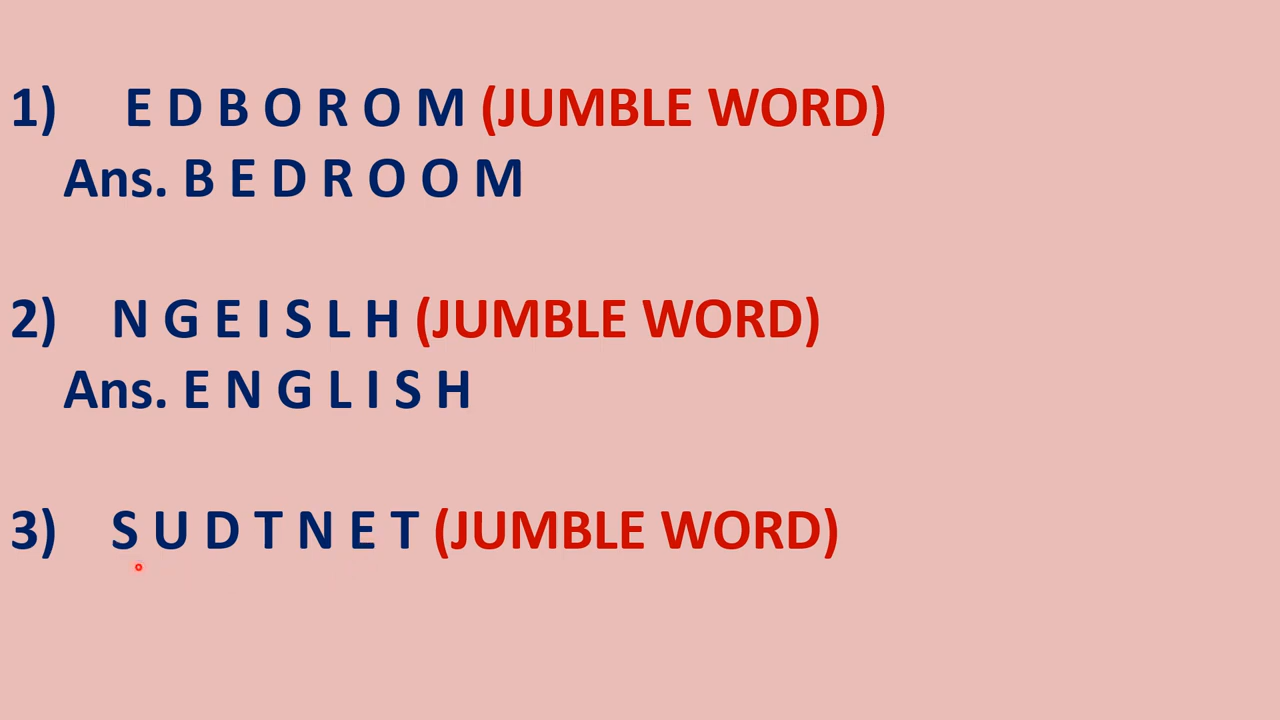 1) E D B O R O M (JUMBLE WORD)
Ans. B E D R O O M
2) N G E I S L H (JUMBLE WORD)
Ans. E N G L I S H
3) S U D T N E T (JUMBLE WORD)